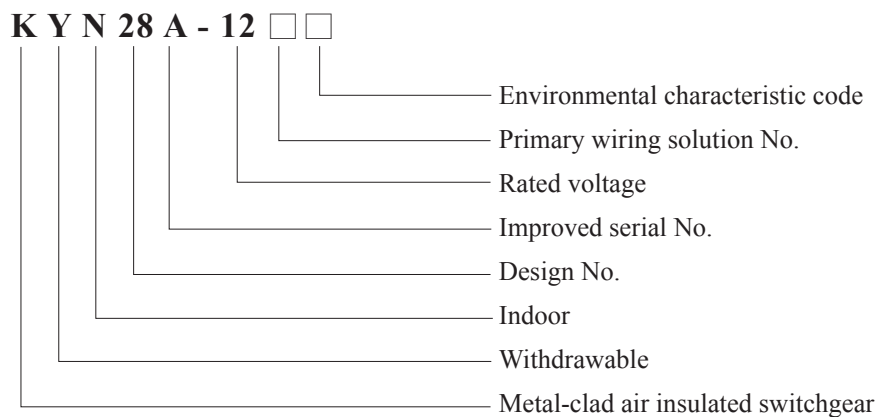 K Y N 28 A - 12 □ □
Environmental characteristic code
Primary wiring solution No.
Rated voltage
Improved serial No.
Design No.
Indoor
Withdrawable
Metal-clad air insulated switchgear